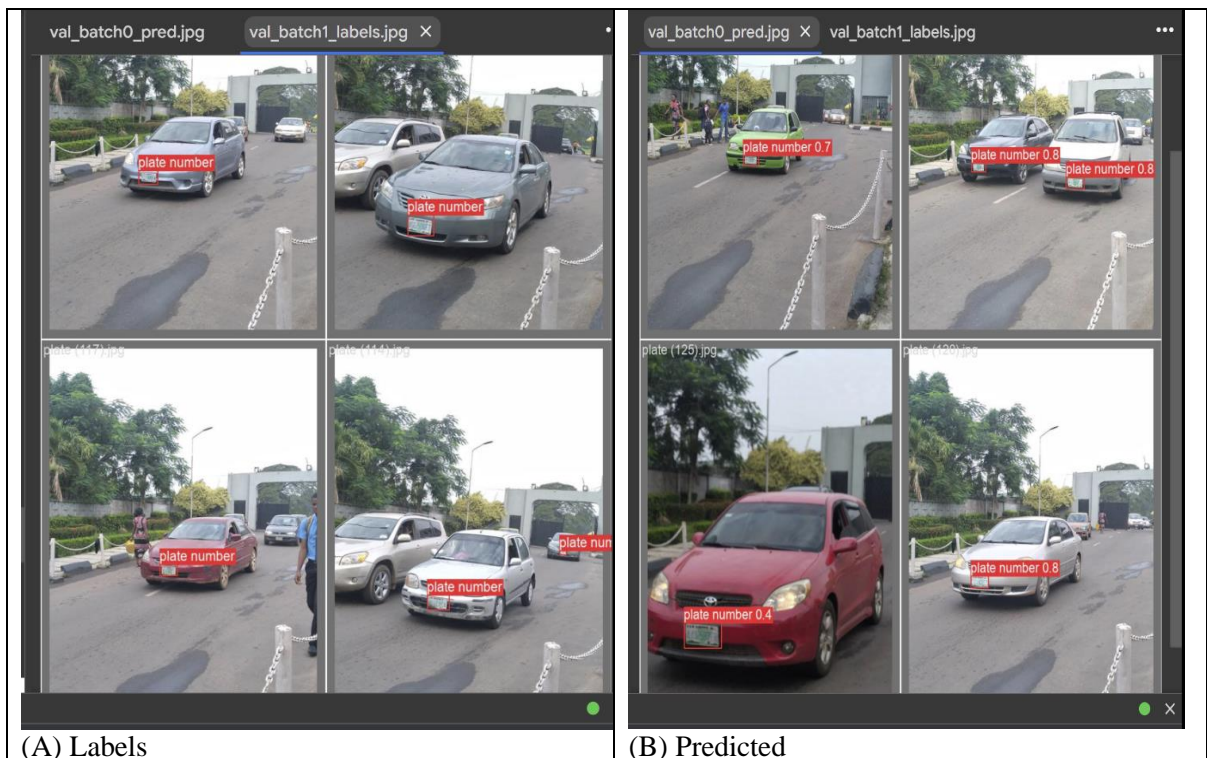 val_batch0_pred.jpg val_batch1_labels.jpg ×
plate number
plate number
plate (117).jpg
plate (114).jpg
plate number
plate number
plate num
(A) Labels
val_batch0_pred.jpg × val_batch1_labels.jpg
plate number 0.7
plate number 0.8
plate number 0.8
plate (125).jpg
plate (120).jpg
plate number 0.4
plate number 0.8
(B) Predicted